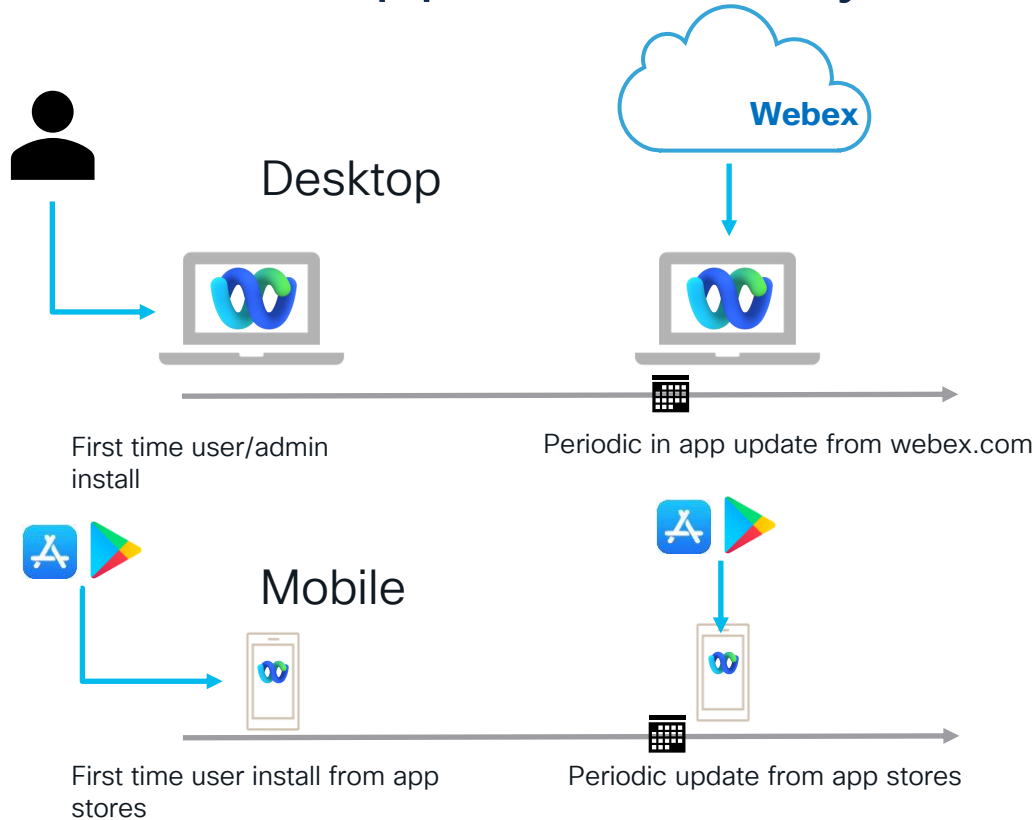 Webex
Desktop
First time user/admin
install
Periodic in app update from webex.com
Mobile
First time user install from app
stores
Periodic update from app stores